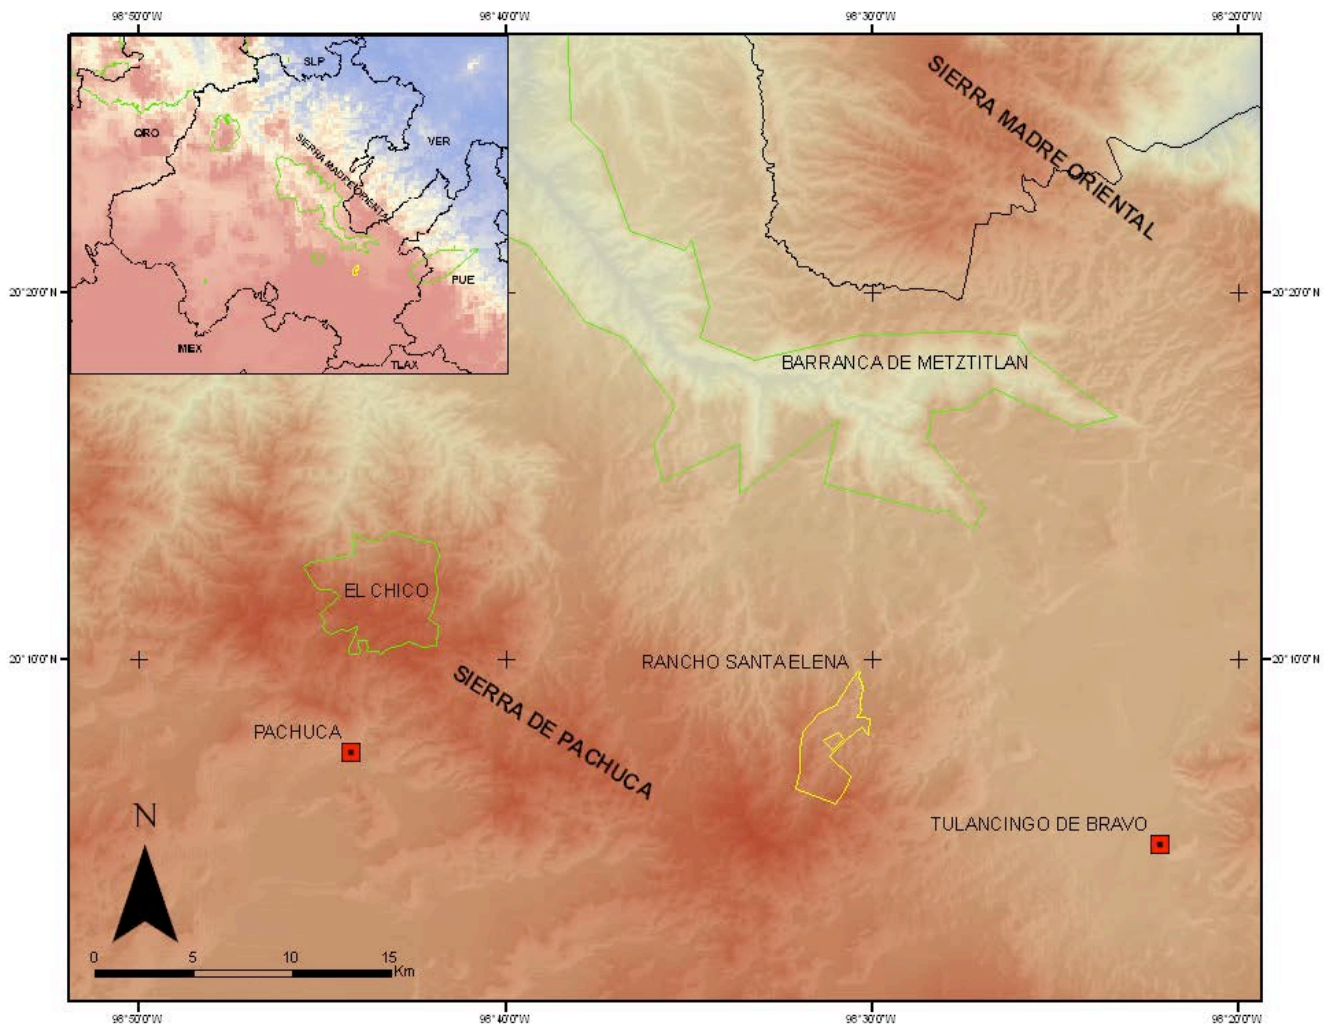 98°50'0"W 98°40'0"W 98°30'0"W 98°20'0"W
SLP
QRO
VER
SIERRA MADRE ORIENTAL
PUE
MEX
TLAX
SIERRA MADRE ORIENTAL
20°20'0"N 20°20'0"N
BARRANCA DE METZTITLAN
EL CHICO
20°10'0"N 20°10'0"N
RANCHO SANTA ELENA
SIERRA DE PACHUCA
PACHUCA
N
TULANCINGO DE BRAVO
0 5 10 15
Km
98°50'0"W 98°40'0"W 98°30'0"W 98°20'0"W